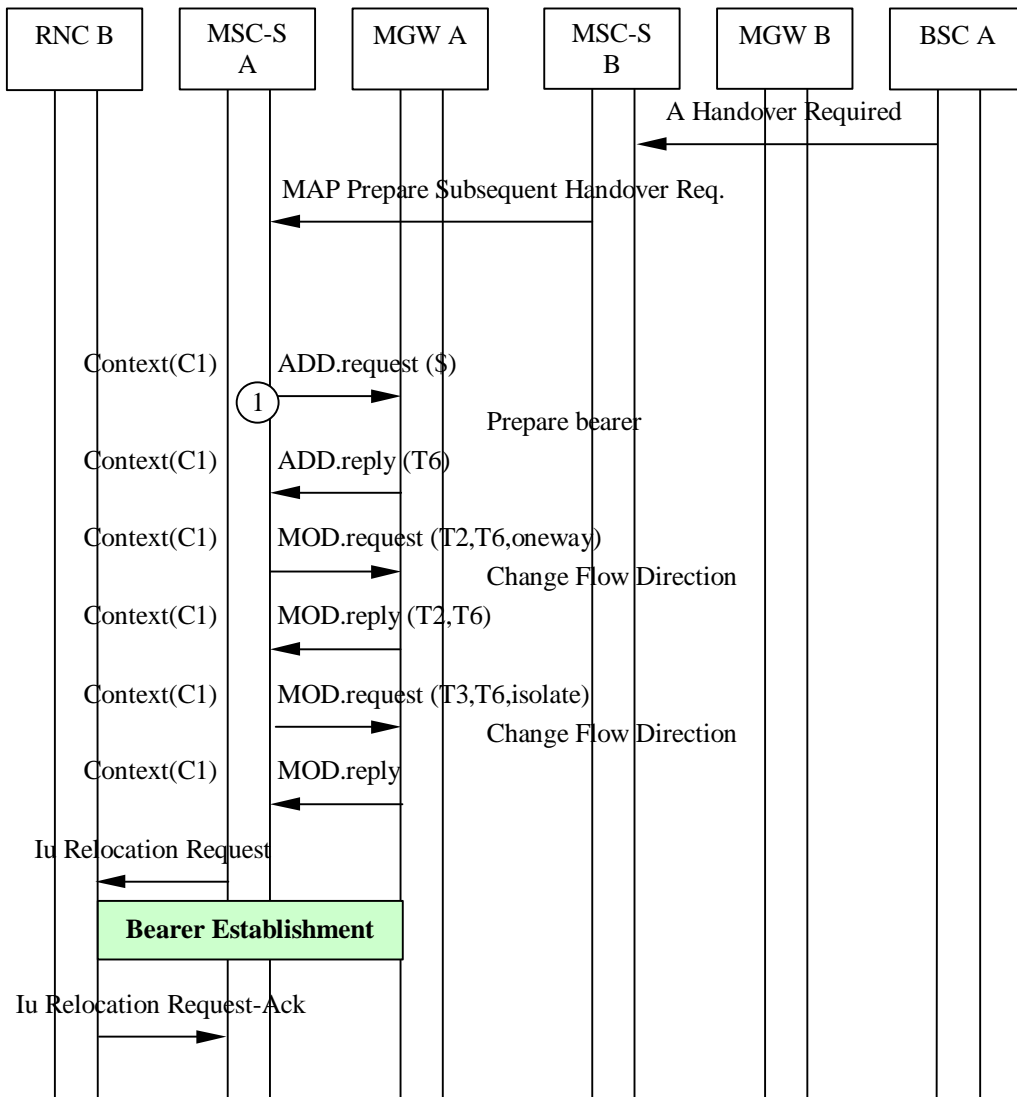 RNC B
MSC-S
A
MGW A
MSC-S
B
MGW B
BSC A
A Handover Required
MAP Prepare Subsequent Handover Req.
Context(C1) ADD.request ($)
1
Prepare bearer
Context(C1) ADD.reply (T6)
Context(C1) MOD.request (T2,T6,oneway)
Change Flow Direction
Context(C1) MOD.reply (T2,T6)
Context(C1) MOD.request (T3,T6,isolate)
Change Flow Direction
Context(C1) MOD.reply
Iu Relocation Request
Bearer Establishment
Iu Relocation Request-Ack